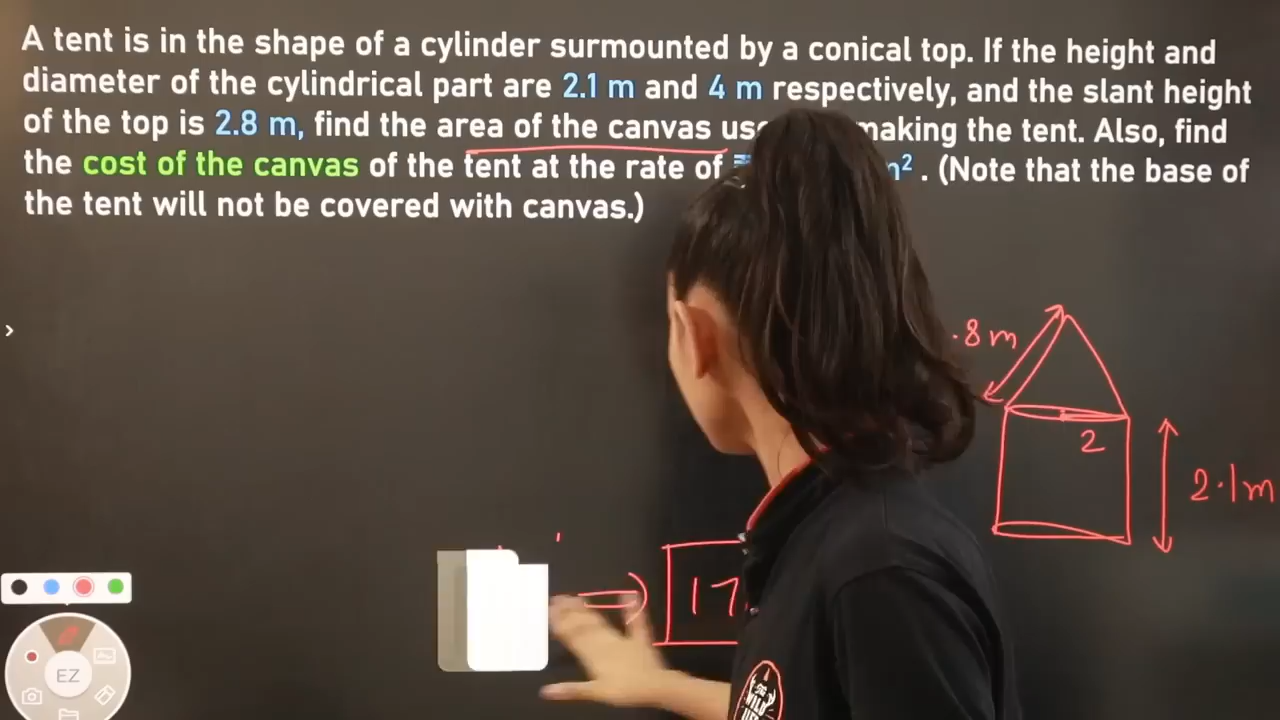 A tent is in the shape of a cylinder surmounted by a conical top. If the height and
diameter of the cylindrical part are 2.1 m and 4 m respectively, and the slant height
of the top is 2.8 m, find the area of the canvas making the tent. Also, find
the cost of the canvas of the tent at the rate of . (Note that the base of
the tent will not be covered with canvas.)
.8 m
2
2.1m
17
EZ
WILD